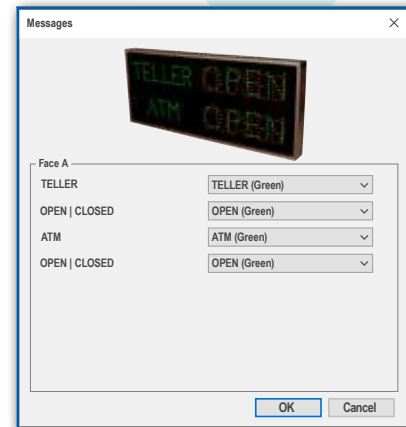 Messages
TELLER OPEN
ATM OPEN
Face A
TELLER TELLER (Green)
OPEN | CLOSED OPEN (Green)
ATM ATM (Green)
OPEN | CLOSED OPEN (Green)
OK Cancel